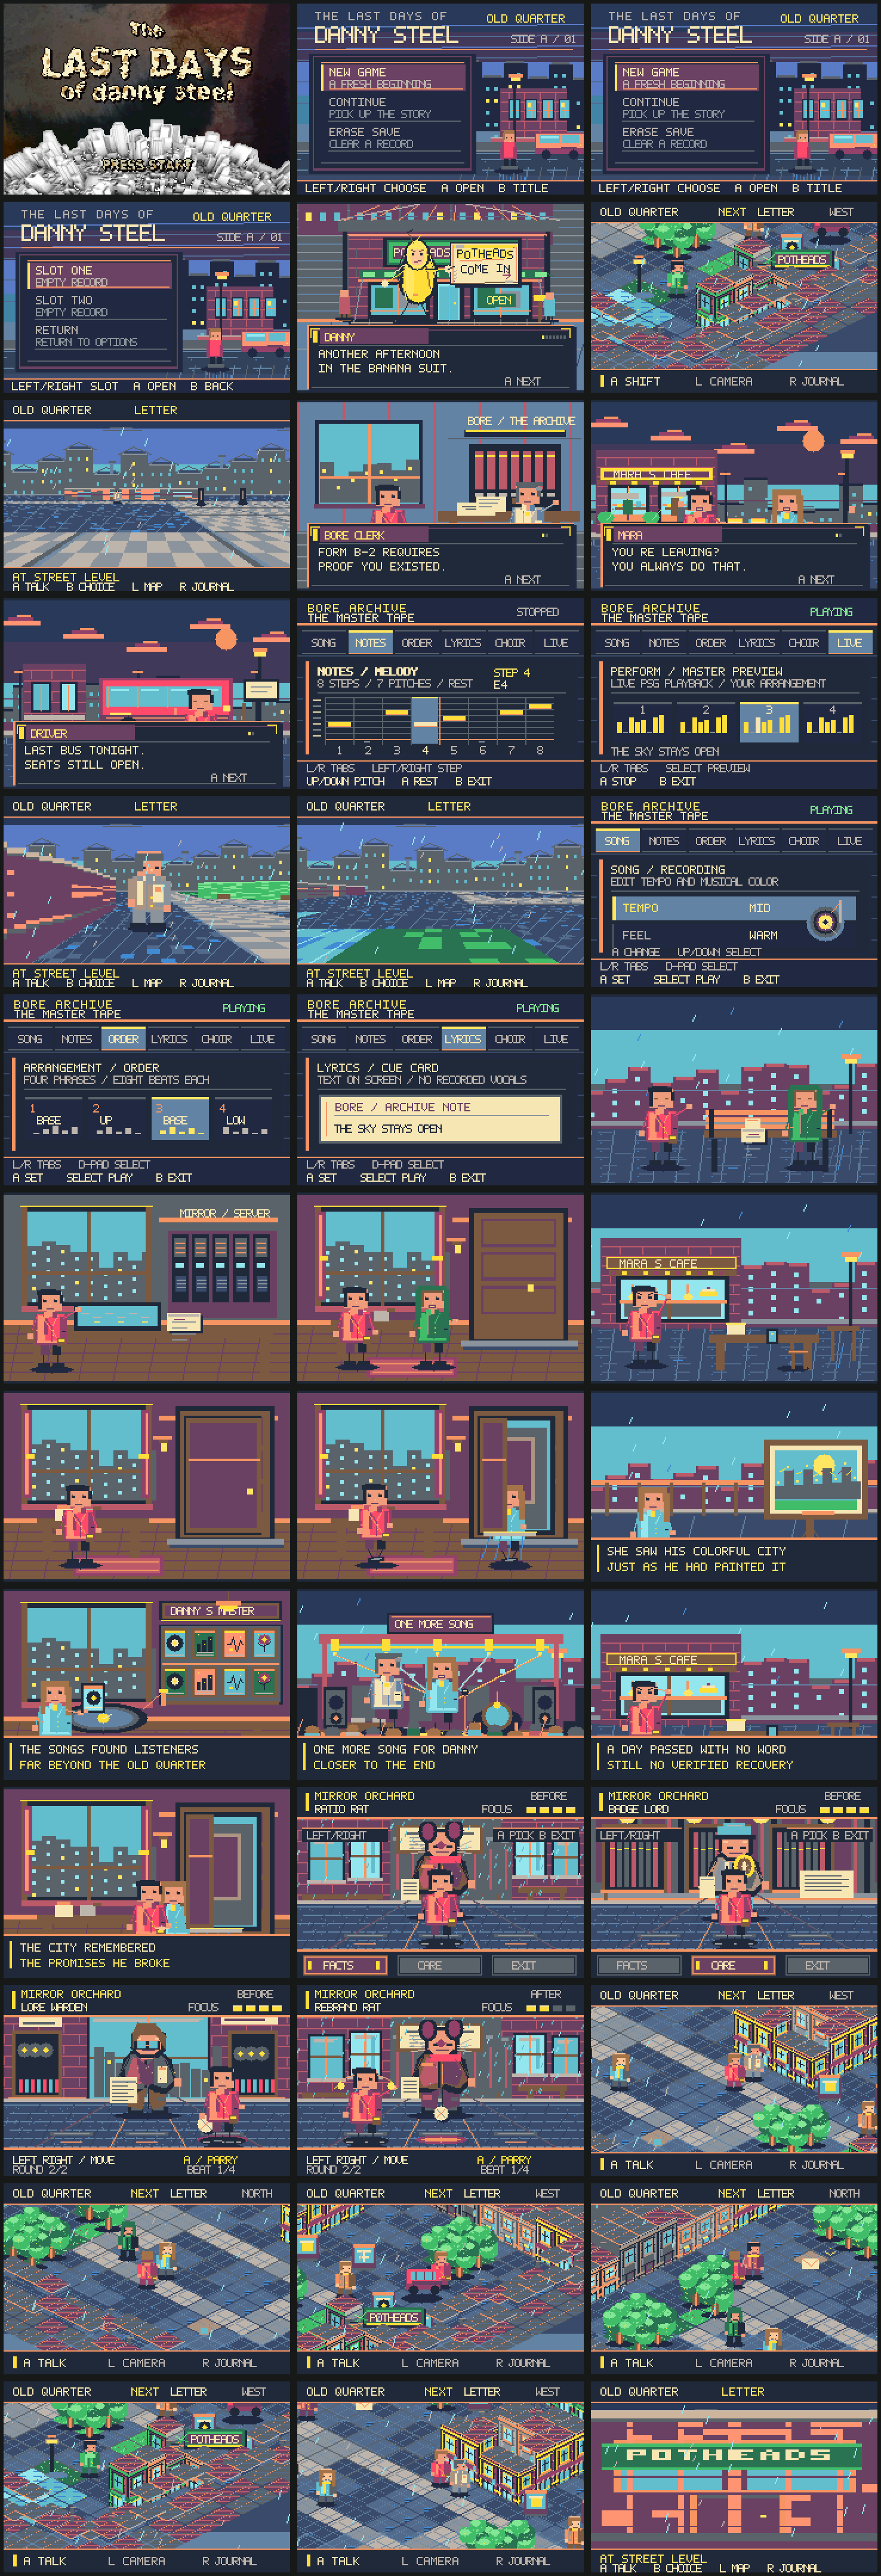 The
LAST DAYS
of danny steel
PRESS START
THE LAST DAYS OF
DANNY STEEL
OLD QUARTER
SIDE A / 01
NEW GAME
A FRESH BEGINNING
CONTINUE
PICK UP THE STORY
ERASE SAVE
CLEAR A RECORD
LEFT/RIGHT CHOOSE A OPEN B TITLE
THE LAST DAYS OF
DANNY STEEL
OLD QUARTER
SIDE A / 01
NEW GAME
A FRESH BEGINNING
CONTINUE
PICK UP THE STORY
ERASE SAVE
CLEAR A RECORD
LEFT/RIGHT CHOOSE A OPEN B TITLE
THE LAST DAYS OF
DANNY STEEL
OLD QUARTER
SIDE A / 01
SLOT ONE
EMPTY RECORD
SLOT TWO
EMPTY RECORD
RETURN
RETURN TO OPTIONS
LEFT/RIGHT SLOT A OPEN B BACK
POTHEADS
COME IN
OPEN
DANNY
ANOTHER AFTERNOON
IN THE BANANA SUIT.
A NEXT
OLD QUARTER NEXT LETTER WEST
POTHEADS
A SHIFT L CAMERA R JOURNAL
OLD QUARTER LETTER
AT STREET LEVEL
A TALK B CHOICE L MAP R JOURNAL
BORE / THE ARCHIVE
BORE CLERK
FORM B-2 REQUIRES
PROOF YOU EXISTED.
A NEXT
MARA S CAFE
MARA
YOU RE LEAVING?
YOU ALWAYS DO THAT.
A NEXT
DRIVER
LAST BUS TONIGHT.
SEATS STILL OPEN.
A NEXT
BORE ARCHIVE
THE MASTER TAPE
STOPPED
SONG NOTES ORDER LYRICS CHOIR LIVE
NOTES / MELODY
8 STEPS / 7 PITCHES / REST
STEP 4
E4
1 2 3 4 5 6 7 8
L/R TABS LEFT/RIGHT STEP
UP/DOWN PITCH A REST B EXIT
BORE ARCHIVE
THE MASTER TAPE
PLAYING
SONG NOTES ORDER LYRICS CHOIR LIVE
PERFORM / MASTER PREVIEW
LIVE PSG PLAYBACK / YOUR ARRANGEMENT
1 2 3 4
THE SKY STAYS OPEN
L/R TABS SELECT PREVIEW
A STOP B EXIT
OLD QUARTER LETTER
AT STREET LEVEL
A TALK B CHOICE L MAP R JOURNAL
OLD QUARTER LETTER
AT STREET LEVEL
A TALK B CHOICE L MAP R JOURNAL
BORE ARCHIVE
THE MASTER TAPE
PLAYING
SONG NOTES ORDER LYRICS CHOIR LIVE
SONG / RECORDING
EDIT TEMPO AND MUSICAL COLOR
TEMPO MID
FEEL WARM
A CHANGE UP/DOWN SELECT
L/R TABS D-PAD SELECT
A SET SELECT PLAY B EXIT
BORE ARCHIVE
THE MASTER TAPE
PLAYING
SONG NOTES ORDER LYRICS CHOIR LIVE
ARRANGEMENT / ORDER
FOUR PHRASES / EIGHT BEATS EACH
1 2 3 4
BASE UP BASE LOW
L/R TABS D-PAD SELECT
A SET SELECT PLAY B EXIT
BORE ARCHIVE
THE MASTER TAPE
PLAYING
SONG NOTES ORDER LYRICS CHOIR LIVE
LYRICS / CUE CARD
TEXT ON SCREEN / NO RECORDED VOCALS
BORE / ARCHIVE NOTE
THE SKY STAYS OPEN
L/R TABS D-PAD SELECT
A SET SELECT PLAY B EXIT
MIRROR / SERVER
MARA S CAFE
SHE SAW HIS COLORFUL CITY
JUST AS HE HAD PAINTED IT
DANNY S MASTER
THE SONGS FOUND LISTENERS
FAR BEYOND THE OLD QUARTER
ONE MORE SONG
ONE MORE SONG FOR DANNY
CLOSER TO THE END
MARA S CAFE
A DAY PASSED WITH NO WORD
STILL NO VERIFIED RECOVERY
THE CITY REMEMBERED
THE PROMISES HE BROKE
MIRROR ORCHARD BEFORE
RATIO RAT FOCUS
LEFT/RIGHT A PICK B EXIT
FACTS CARE EXIT
MIRROR ORCHARD BEFORE
BADGE LORD FOCUS
LEFT/RIGHT A PICK B EXIT
FACTS CARE EXIT
MIRROR ORCHARD BEFORE
LORE WARDEN FOCUS
LEFT RIGHT / MOVE A / PARRY
ROUND 2/2 BEAT 1/4
MIRROR ORCHARD AFTER
REBRAND RAT FOCUS
LEFT RIGHT / MOVE A / PARRY
ROUND 2/2 BEAT 1/4
OLD QUARTER NEXT LETTER WEST
A TALK L CAMERA R JOURNAL
OLD QUARTER NEXT LETTER NORTH
A TALK L CAMERA R JOURNAL
OLD QUARTER NEXT LETTER WEST
POTHEADS
A TALK L CAMERA R JOURNAL
OLD QUARTER NEXT LETTER NORTH
A TALK L CAMERA R JOURNAL
OLD QUARTER NEXT LETTER WEST
POTHEADS
A TALK L CAMERA R JOURNAL
OLD QUARTER NEXT LETTER WEST
A TALK L CAMERA R JOURNAL
OLD QUARTER LETTER
POTHEADS
AT STREET LEVEL
A TALK B CHOICE L MAP R JOURNAL